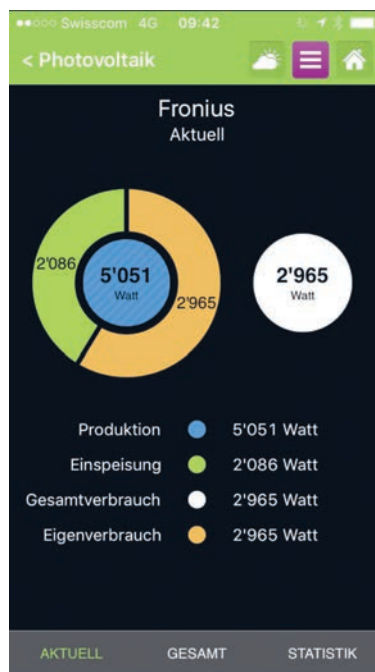 Swisscom 4G 09:42
< Photovoltaik
Fronius
Aktuell
2'086
5'051
Watt
2'965
2'965
Watt
Produktion 5'051 Watt
Einspeisung 2'086 Watt
Gesamtverbrauch 2'965 Watt
Eigenverbrauch 2'965 Watt
AKTUELL GESAMT STATISTIK